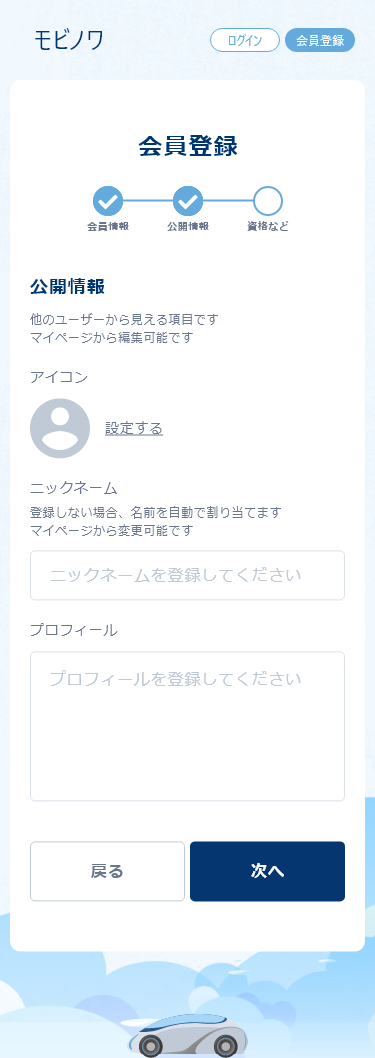 モビノワ
ログイン
会員登録
会員登録
会員情報
公開情報
資格など
公開情報
他のユーザーから見える項目です
マイページから編集可能です
アイコン
設定する
ニックネーム
登録しない場合、名前を自動で割り当てます
マイページから変更可能です
ニックネームを登録してください
プロフィール
プロフィールを登録してください
戻る
次へ